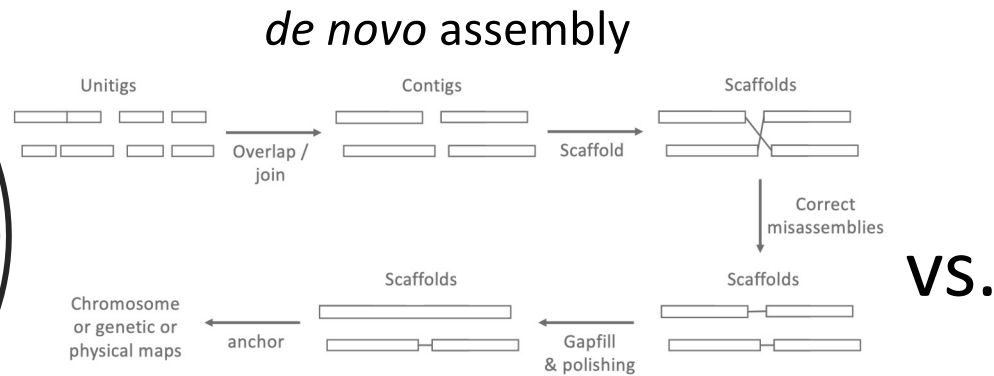 de novo assembly
Unitigs
Contigs
Scaffolds
Overlap /
join
Scaffold
Correct
misassemblies
vs.
Scaffolds
Scaffolds
Gapfill
& polishing
anchor
Chromosome
or genetic or
physical maps